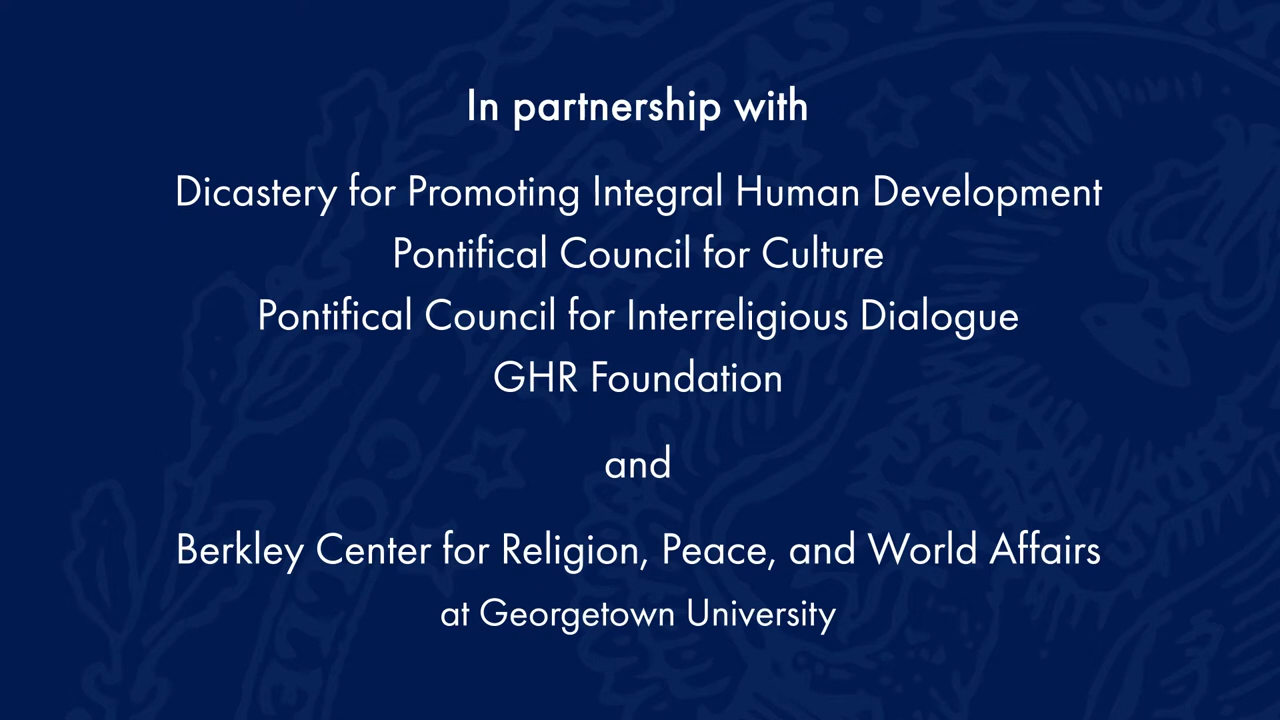 In partnership with
Dicastery for Promoting Integral Human Development
Pontifical Council for Culture
Pontifical Council for Interreligious Dialogue
GHR Foundation
and
Berkley Center for Religion, Peace, and World Affairs
at Georgetown University